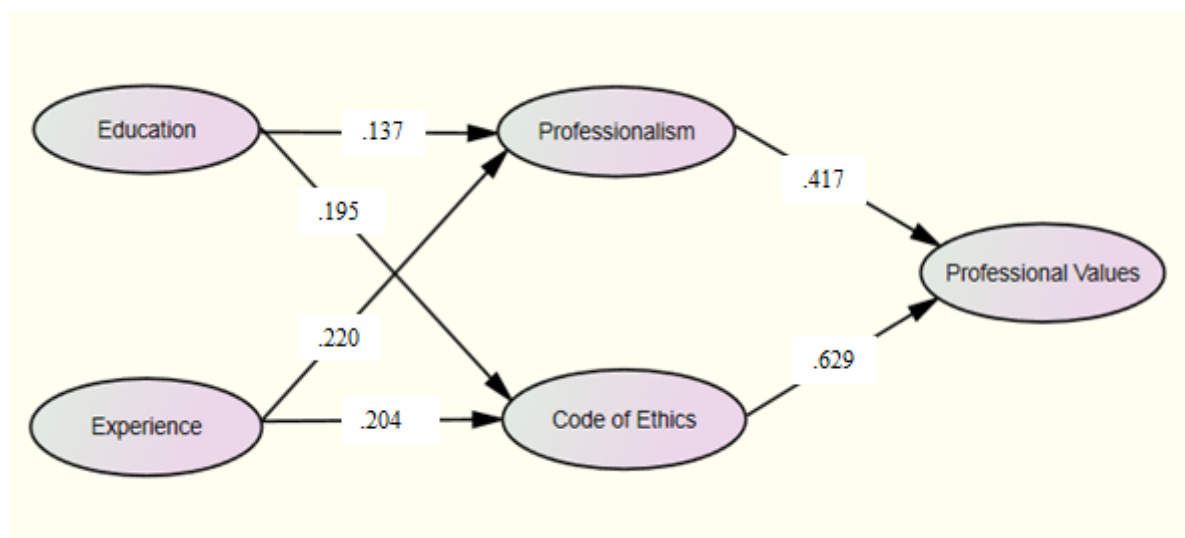 Education
.137
Professionalism
.417
.195
Professional Values
.220
.629
Experience
.204
Code of Ethics